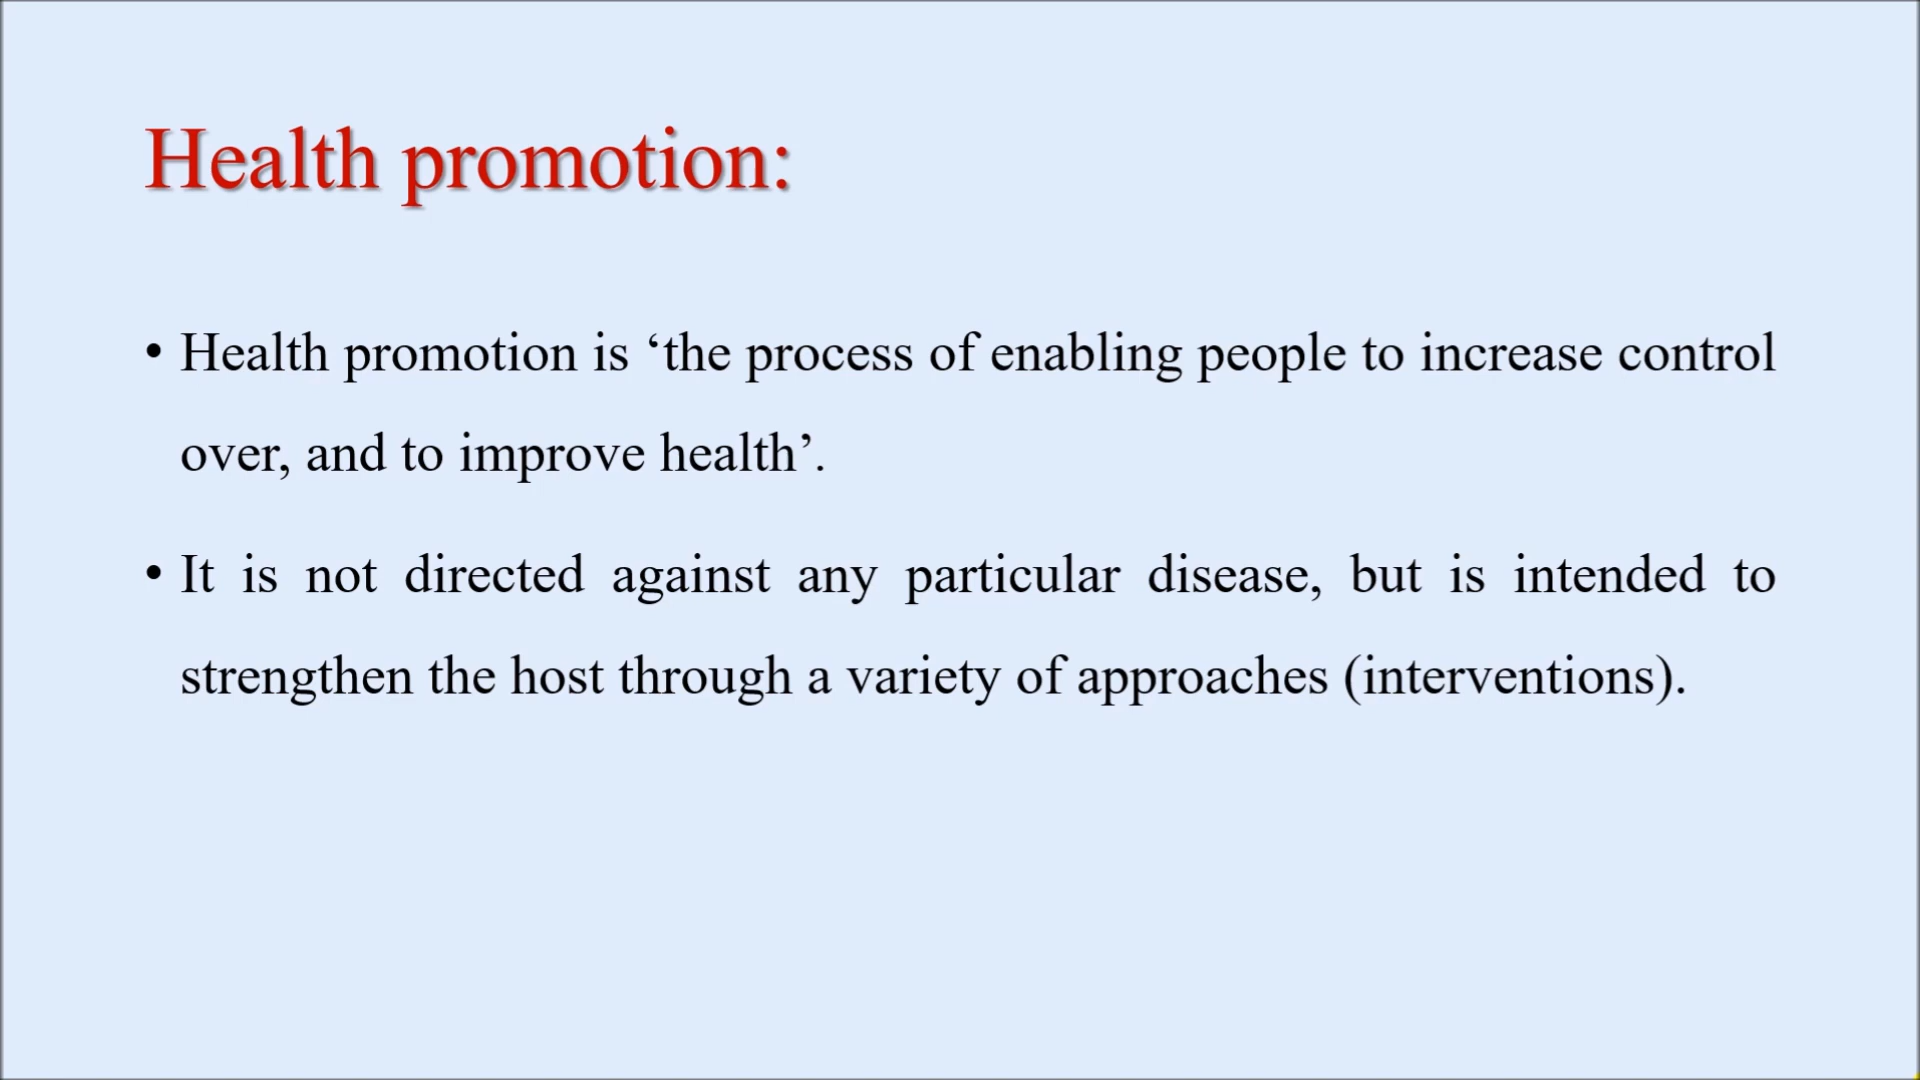 Health promotion:
• Health promotion is ‘the process of enabling people to increase control
over, and to improve health’.
• It is not directed against any particular disease, but is intended to
strengthen the host through a variety of approaches (interventions).